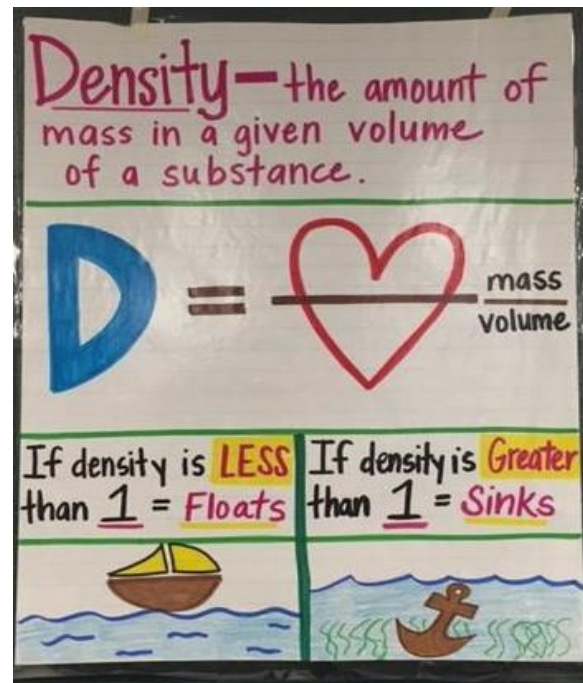 Density—the amount of
mass in a given volume
of a substance.
D = mass
volume
If density is LESS
than 1 = Floats
If density is Greater
than 1 = Sinks